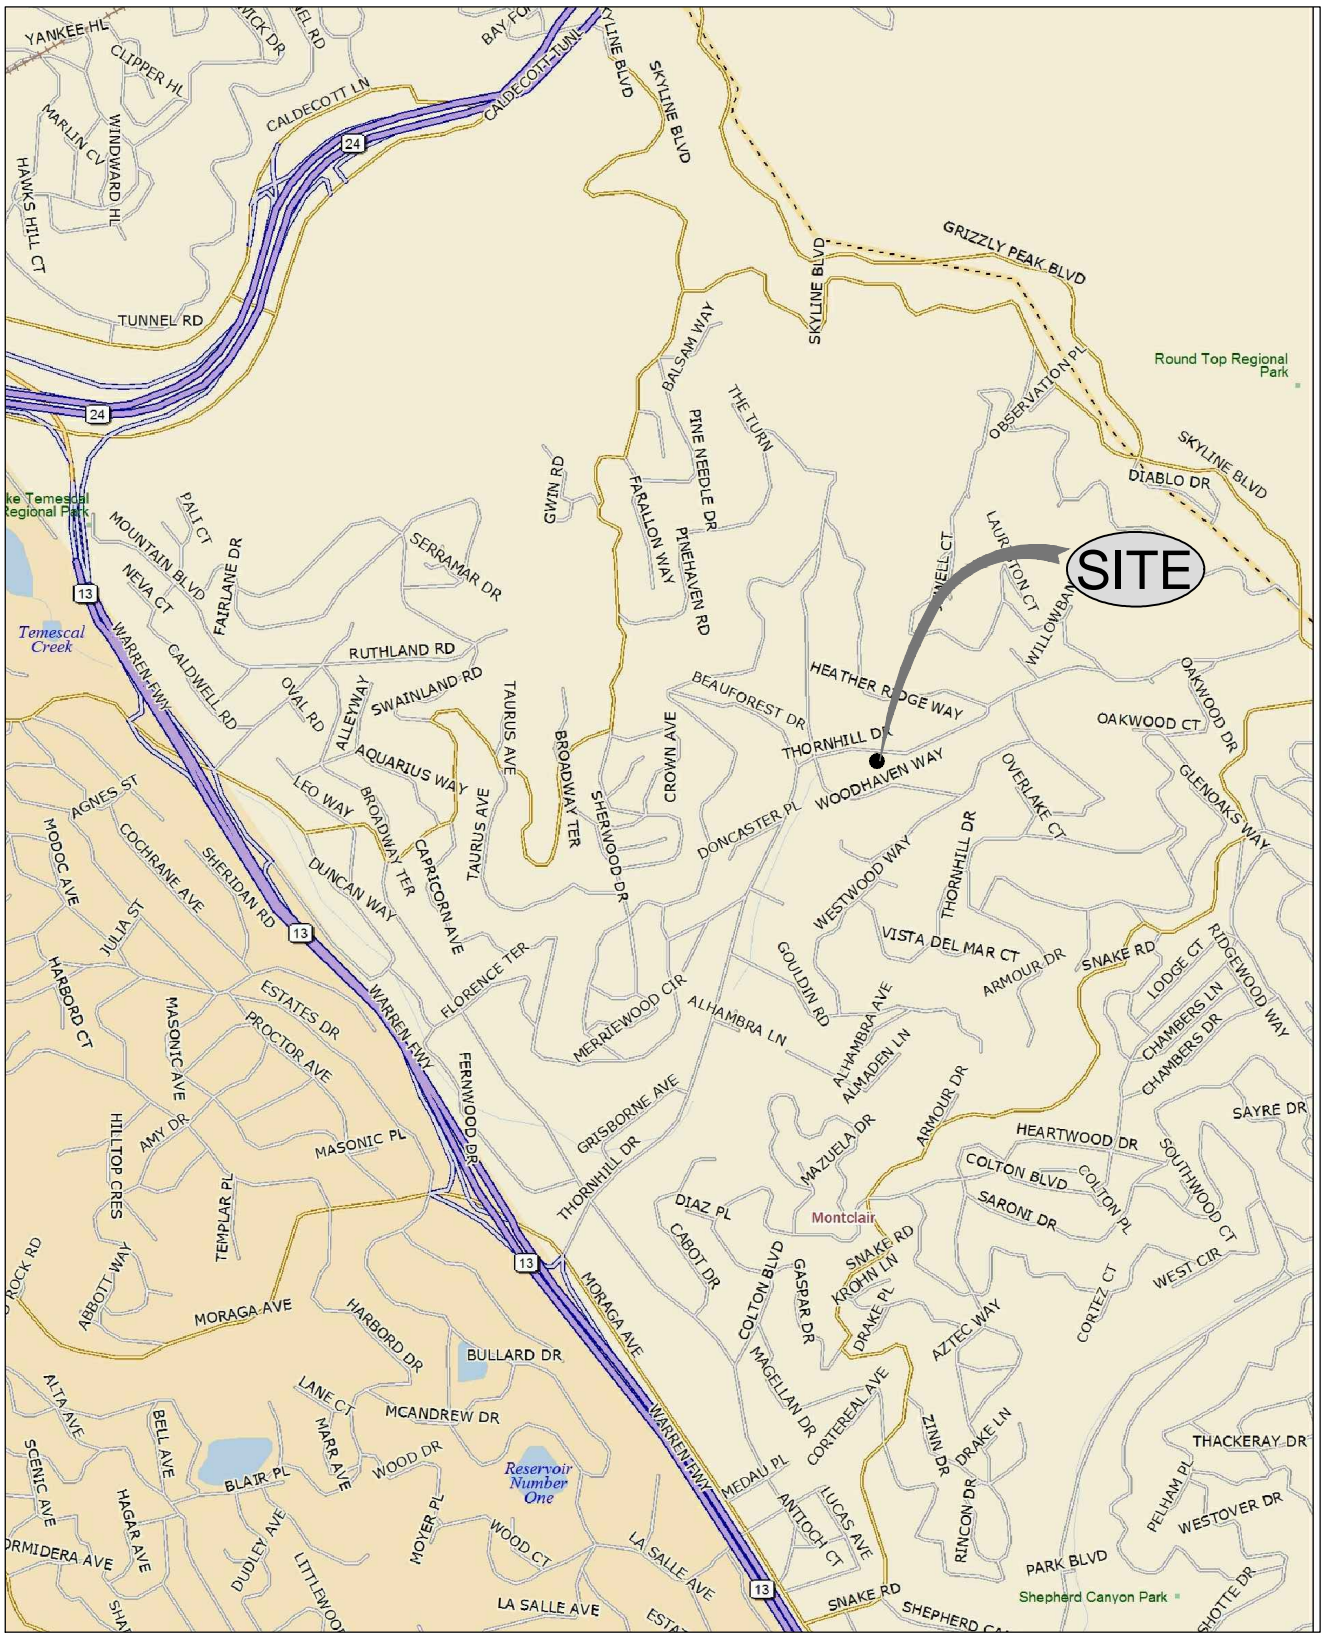 YANKEE HL
CLIPPER HL
MARLIN CV
WINDWARD HL
HAWKS HILL CT
CALDECOTT LN
24
CALDECOTT TUNL
SKYLINE BLVD
SKYLINE BLVD
GRIZZLY PEAK BLVD
TUNNEL RD
BALSAM WAY
Round Top Regional
Park
24
THE TURN
PINE NEEDLE DR
OBSERVATION PL
SKYLINE BLVD
DIABLO DR
GWIN RD
FARALLON WAY
PINEHAVEN RD
ke Temescal
Regional Park
PALI CT
MOUNTAIN BLVD
FAIRLANE DR
NEVA CT
SERRAMAR DR
13
SITE
Temescal
Creek
WARREN FWY
CALDWELL RD
RUTHLAND RD
SWAINLAND RD
OVAL RD
ALLEYWAY
TAURUS AVE
BEAUFOREST DR
HEATHER RIDGE WAY
OAKWOOD DR
OAKWOOD CT
CROWN AVE
THORNHILL DR
WOODHAVEN WAY
AQUARIUS WAY
LEO WAY
BROADWAY TER
BROADWAY TER
SHERWOOD DR
DONCASTER PL
OVERLAKE CT
GLENOAKS WAY
AGNES ST
MODOC AVE
COCHRANE AVE
SHERIDAN RD
DUNCAN WAY
CAPRICORN AVE
TAURUS AVE
WESTWOOD WAY
THORNHILL DR
JULIA ST
13
VISTA DEL MAR CT
ARMOUR DR
SNAKE RD
LODGE CT
RIDGEWOOD WAY
HARBORD CT
MASONIC AVE
ESTATES DR
PROCTOR AVE
WARREN FWY
FLORENCE TER
MERRIEWOOD CIR
ALHAMBRA LN
GOULDIN RD
ALHAMBRA AVE
ALMADEN LN
CHAMBERS LN
CHAMBERS DR
FERNWOOD DR
GRISBORNE AVE
ARMOUR DR
SAYRE DR
HILLTOP CRES
AMY DR
MASONIC PL
THORNHILL DR
MAZUELA DR
HEARTWOOD DR
COLTON BLVD
COLTON PL
SOUTHWOOD CT
TEMPLAR PL
DIAZ PL
Montclair
SARONI DR
CABOT DR
SNAKE RD
KROHN LN
WEST CIR
ROCK RD
ABBOTT WAY
13
MORAGA AVE
COLTON BLVD
GASPAR DR
DRAKE PL
AZTEC WAY
CORTEZ CT
MORAGA AVE
HARBORD DR
BULLARD DR
MAGELLAN DR
CORTEREAL AVE
ALTA AVE
LANE CT
MCANDREW DR
BELL AVE
MARR AVE
WOOD DR
WARREN FWY
ZINN DR
DRAKE LN
THACKERAY DR
SCENIC AVE
BLAIR PL
Reservoir
Number
One
MEDAU PL
PELHAM PL
HAGAR AVE
MOYER PL
ANTIOCH CT
LUCAS AVE
RINCON DR
WESTOVER DR
ORMIDERA AVE
DUDLEY AVE
WOOD CT
LA SALLE AVE
PARK BLVD
13
SNAKE RD
Shepherd Canyon Park
LA SALLE AVE